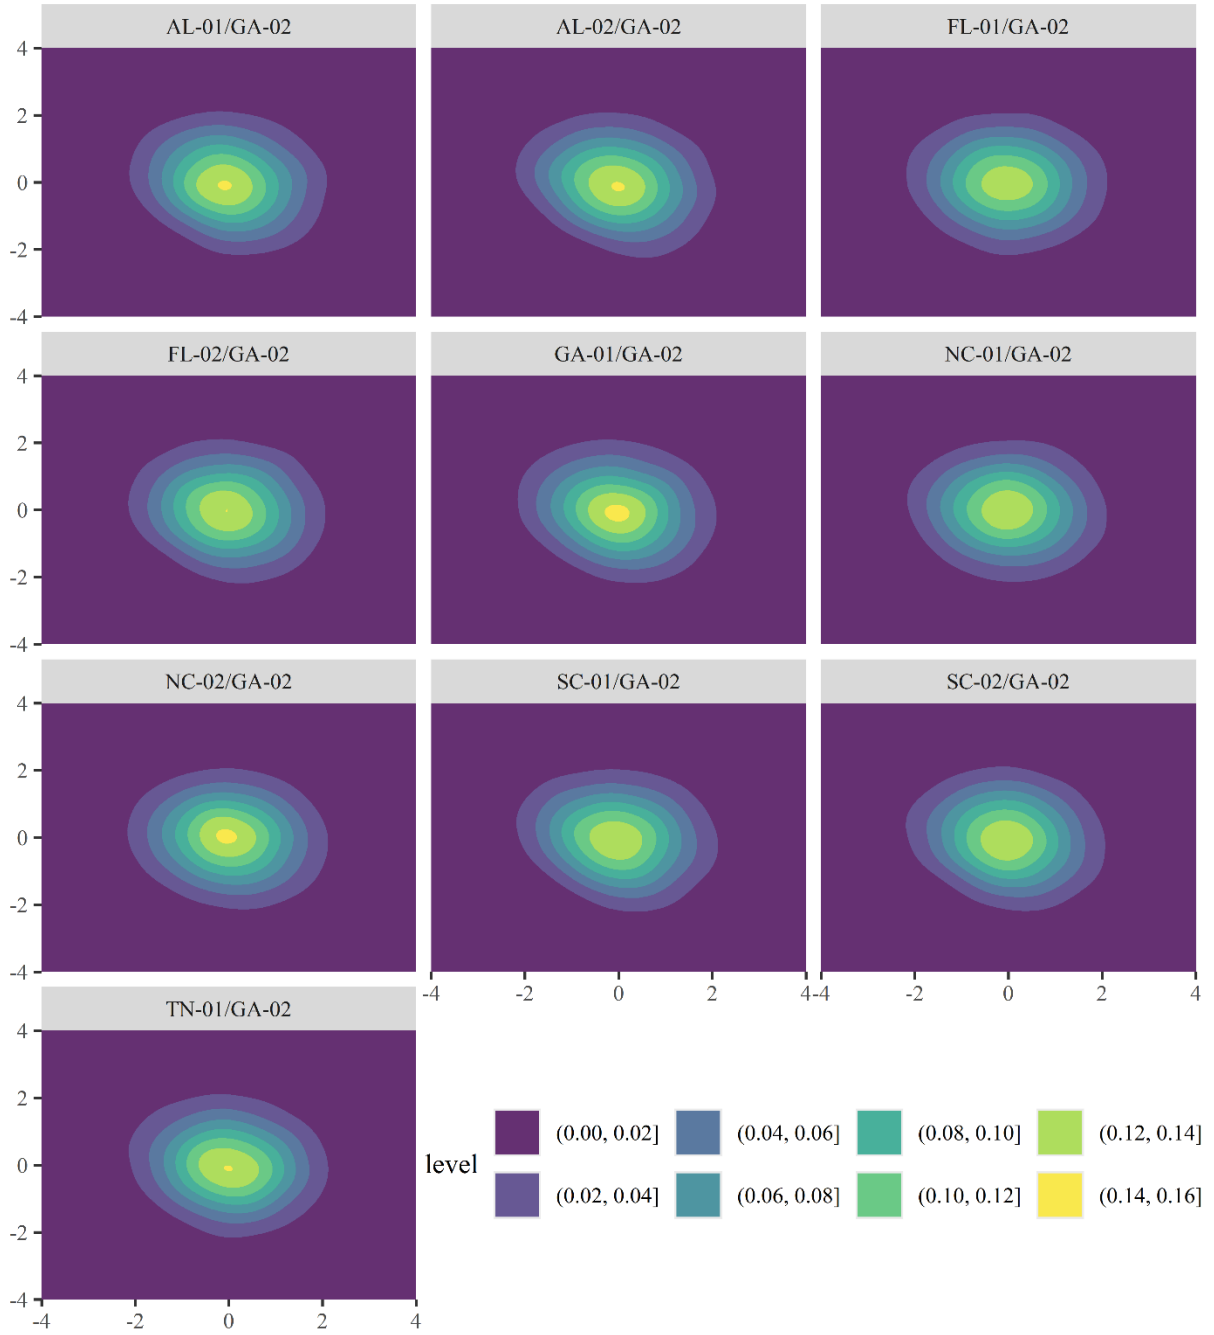 AL-01/GA-02 AL-02/GA-02 FL-01/GA-02
4
2
0
-2
-4
FL-02/GA-02 GA-01/GA-02 NC-01/GA-02
4
2
0
-2
-4
NC-02/GA-02 SC-01/GA-02 SC-02/GA-02
4
2
0
-2
-4
-4 -2 0 2 4 -4 -2 0 2 4
TN-01/GA-02
4
2
0
-2
-4
-4 -2 0 2 4
level
(0.00, 0.02] (0.04, 0.06] (0.08, 0.10] (0.12, 0.14]
(0.02, 0.04] (0.06, 0.08] (0.10, 0.12] (0.14, 0.16]